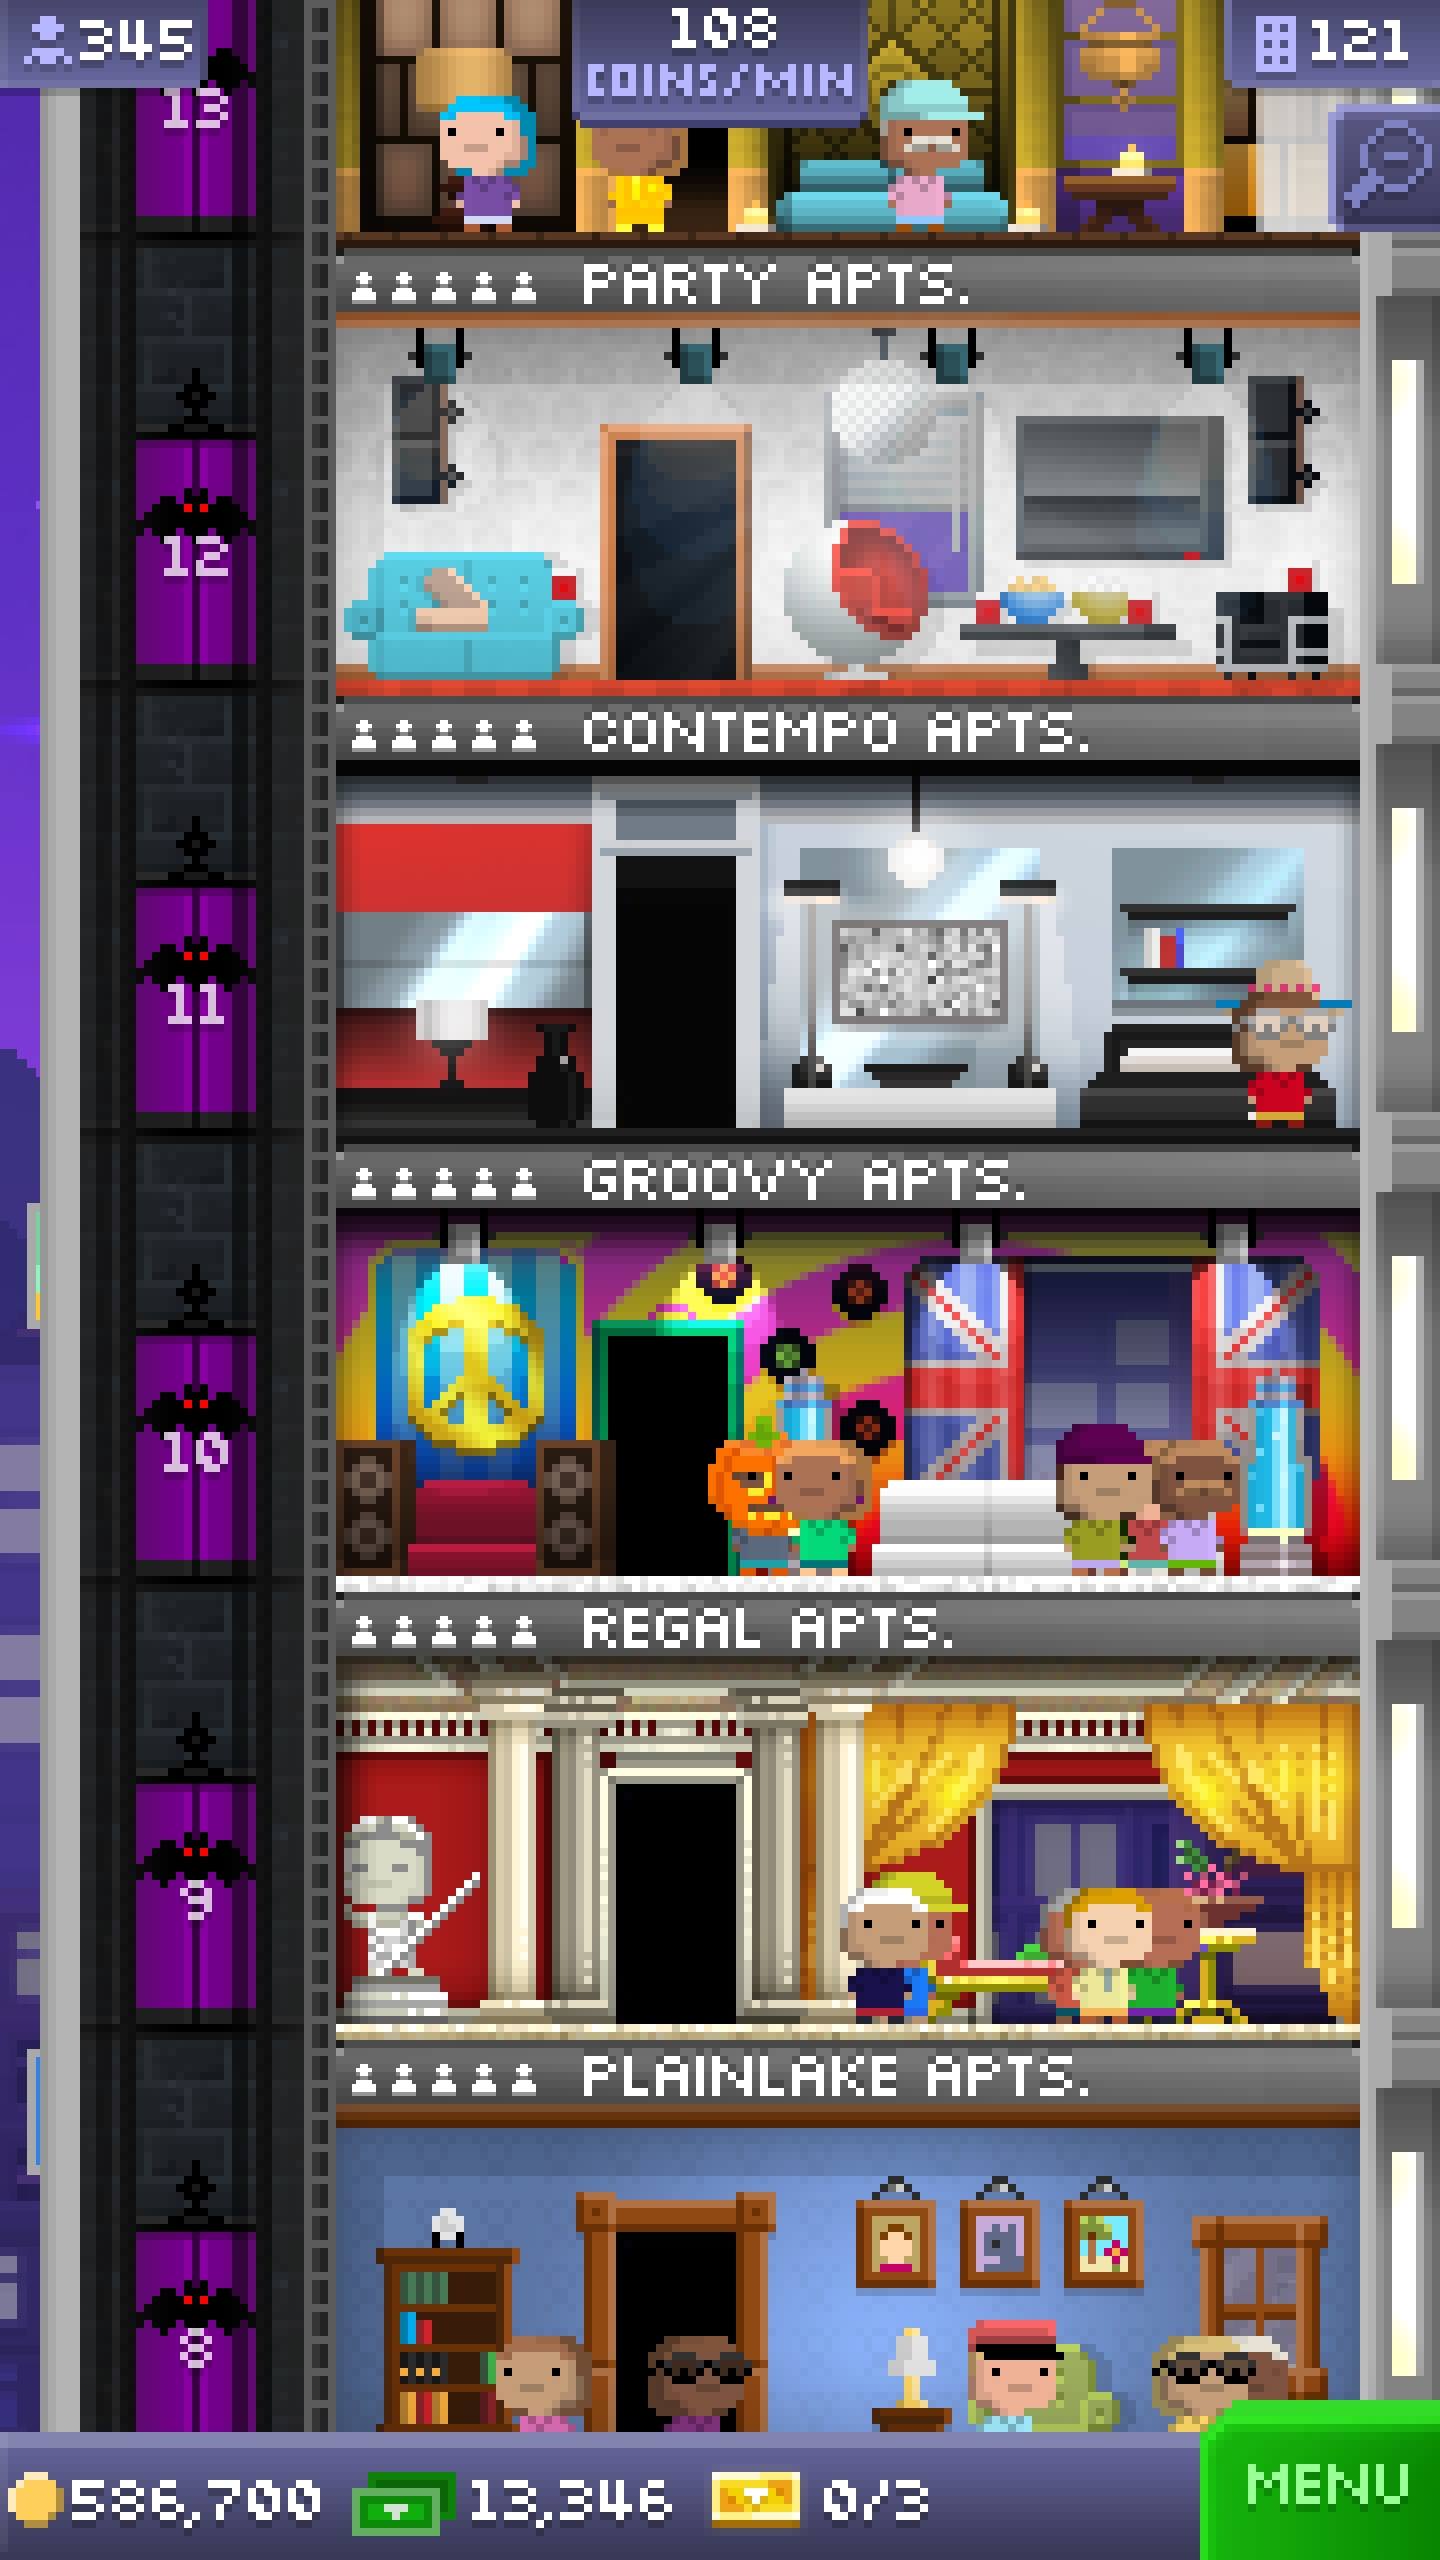 345
108
COINS/MIN
121
13
PARTY APTS.
12
CONTEMPO APTS.
11
GROOVY APTS.
10
REGAL APTS.
9
PLAINLAKE APTS.
8
586,700
13,346
0/3
MENU